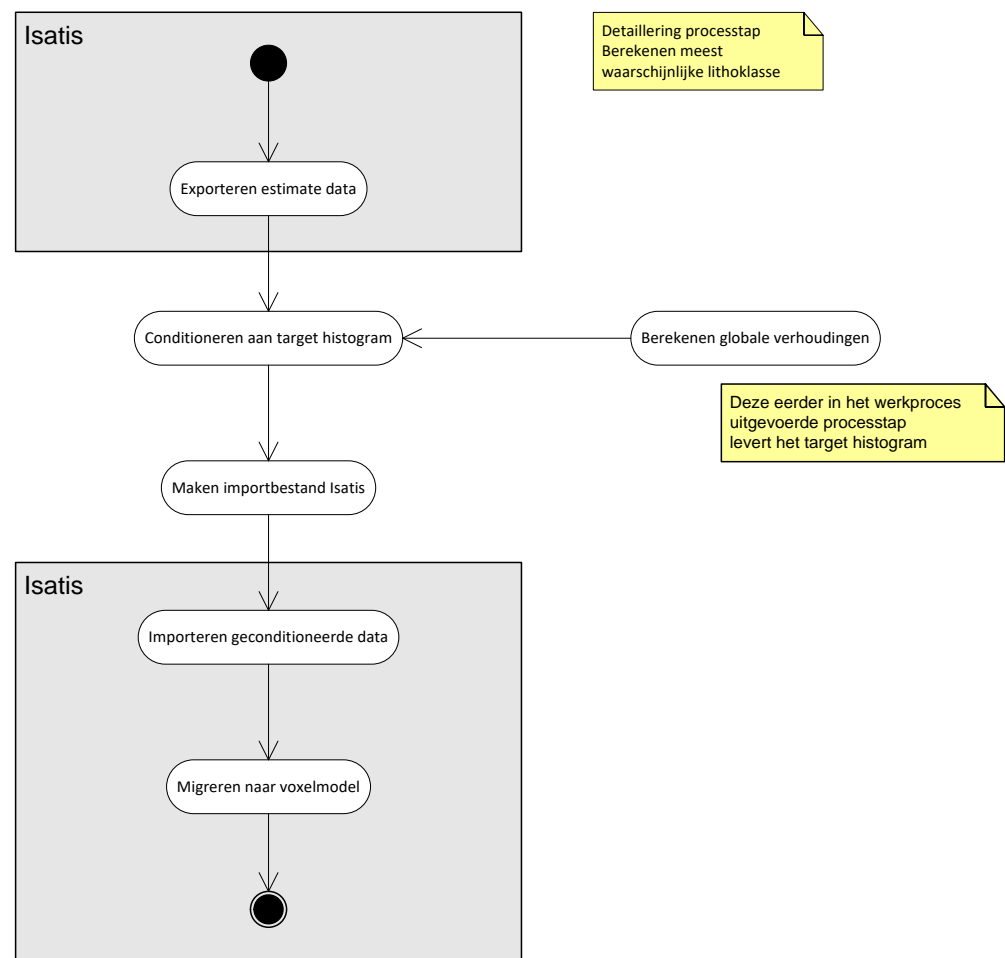 Isatis
Detaillering processtap
Berekenen meest
waarschijnlijke lithoklasse
Exporteren estimate data
Conditioneren aan target histogram
Berekenen globale verhoudingen
Deze eerder in het werkproces
uitgevoerde processtap
levert het target histogram
Maken importbestand Isatis
Isatis
Importeren geconditioneerde data
Migreren naar voxelmodel